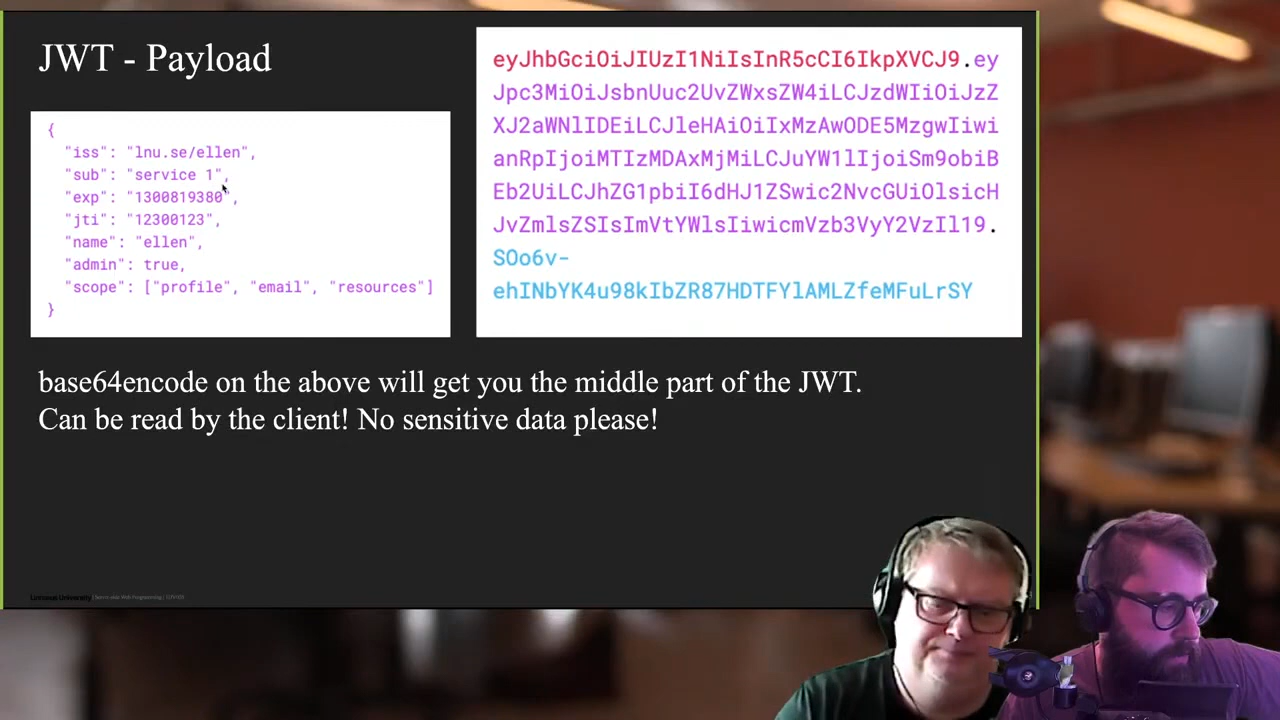 JWT - Payload
{
"iss": "lnu.se/ellen",
"sub": "service 1",
"exp": "1300819380",
"jti": "12300123",
"name": "ellen",
"admin": true,
"scope": ["profile", "email", "resources"]
}
eyJhbGciOiJIUzI1NiIsInR5cCI6IkpXVCJ9.ey
Jpc3MiOiJsbnUuc2UvZWxsZW4iLCJzdWIiOiJzZ
XJ2aWNlIDEiLCJleHAiOiIxMzAwODE5MzgwIiwi
anRpIjoiMTIzMDAxMjMiLCJuYW1lIjoiSm9obiB
Eb2UiLCJhZG1pbiI6dHJ1ZSwic2NvcGUiOlsicH
JvZmlsZSIsImVtYWlsIiwicmVzb3VyY2VzIl19.
SOo6v-
ehINbYK4u98kIbZR87HDTFYlAMLZfeMFuLrSY
base64encode on the above will get you the middle part of the JWT.
Can be read by the client! No sensitive data please!
Linnaeus University